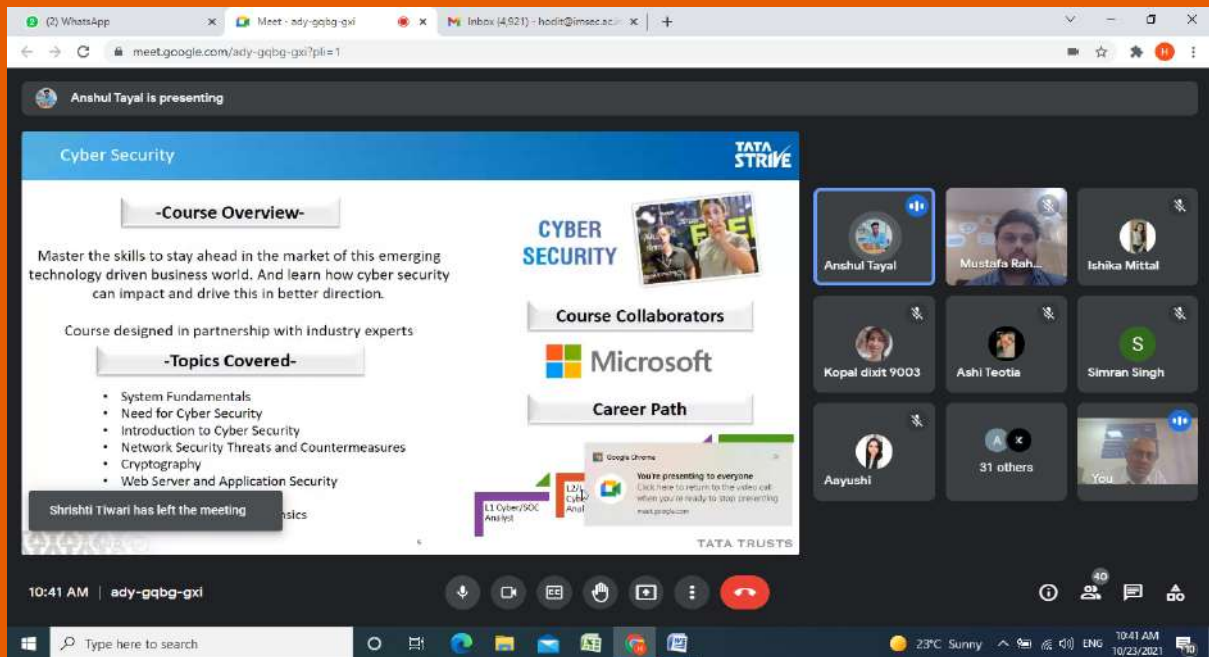 (2) WhatsApp
Meet - ady-gqbg-gxi
Inbox (4,921) - hodit@imsec.ac.i
meet.google.com/ady-gqbg-gxi?pli=1
H
Anshul Tayal is presenting
Cyber Security
TATA
STRIVE
-Course Overview-
Master the skills to stay ahead in the market of this emerging
technology driven business world. And learn how cyber security
can impact and drive this in better direction.
Course designed in partnership with industry experts
-Topics Covered-
• System Fundamentals
• Need for Cyber Security
• Introduction to Cyber Security
• Network Security Threats and Countermeasures
• Cryptography
• Web Server and Application Security
nsics
Shrishti Tiwari has left the meeting
CYBER
SECURITY
Course Collaborators
Microsoft
Career Path
L1 Cyber/SOC
Analyst
Google Chrome
You're presenting to everyone
Click here to return to the video call
when you're ready to stop presenting
meet.google.com
6
TATA TRUSTS
Anshul Tayal
Mustafa Rah...
Ishika Mittal
Kopal dixit 9003
Ashi Teotia
S
Simran Singh
Aayushi
A K
31 others
You
10:41 AM | ady-gqbg-gxi
CC
40
Type here to search
23°C Sunny
ENG
10:41 AM
10/23/2021